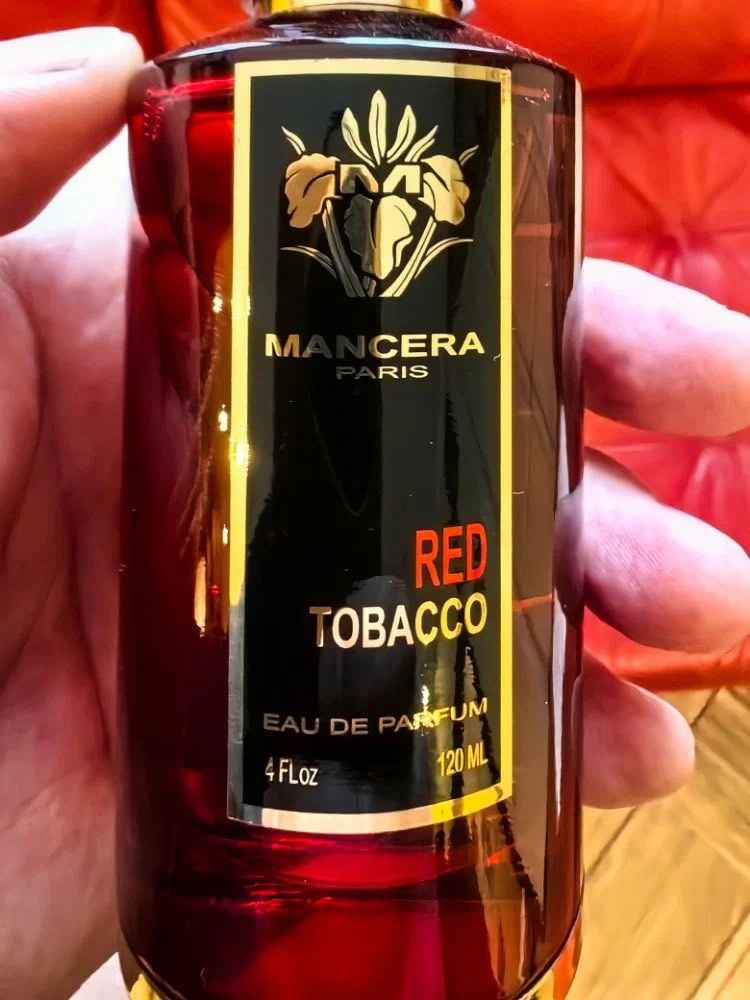 M
MANCERA
PARIS
RED
TOBACCO
EAU DE PARFUM
4 FLoz 120 ML